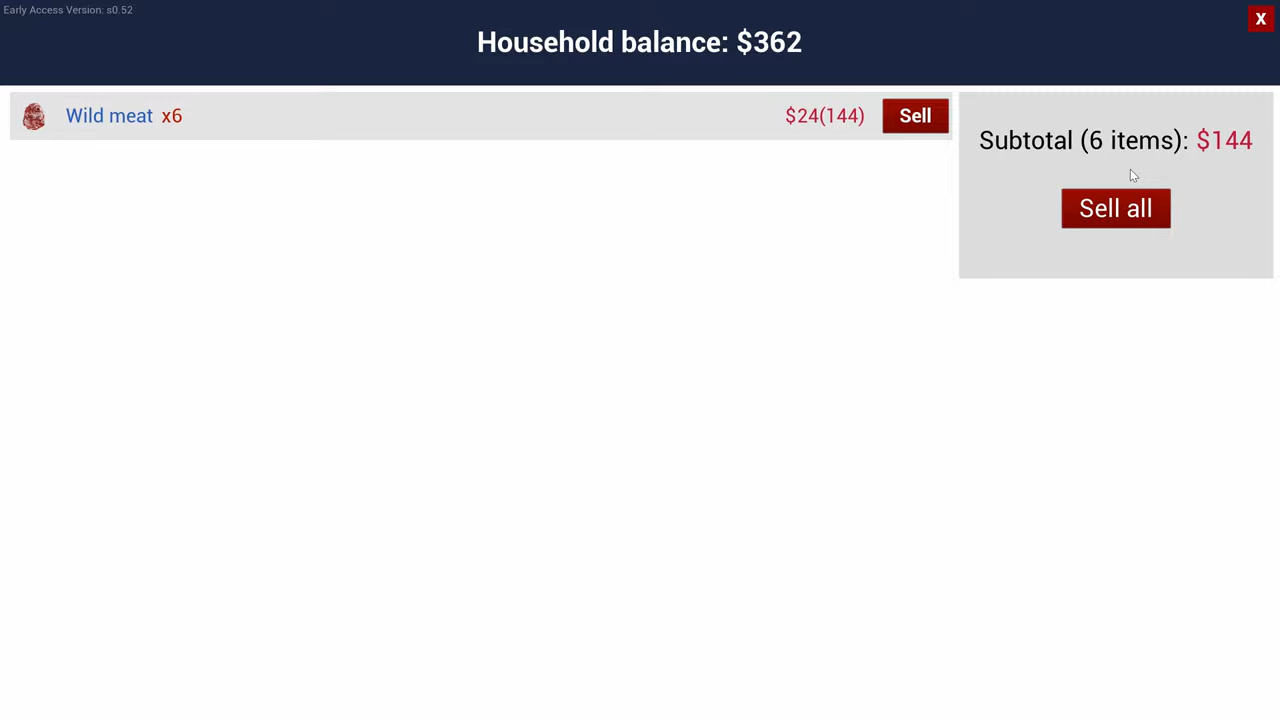 Early Access Version: s0.52
X
Household balance: $362
Wild meat x6 $24(144) Sell
Subtotal (6 items): $144
Sell all